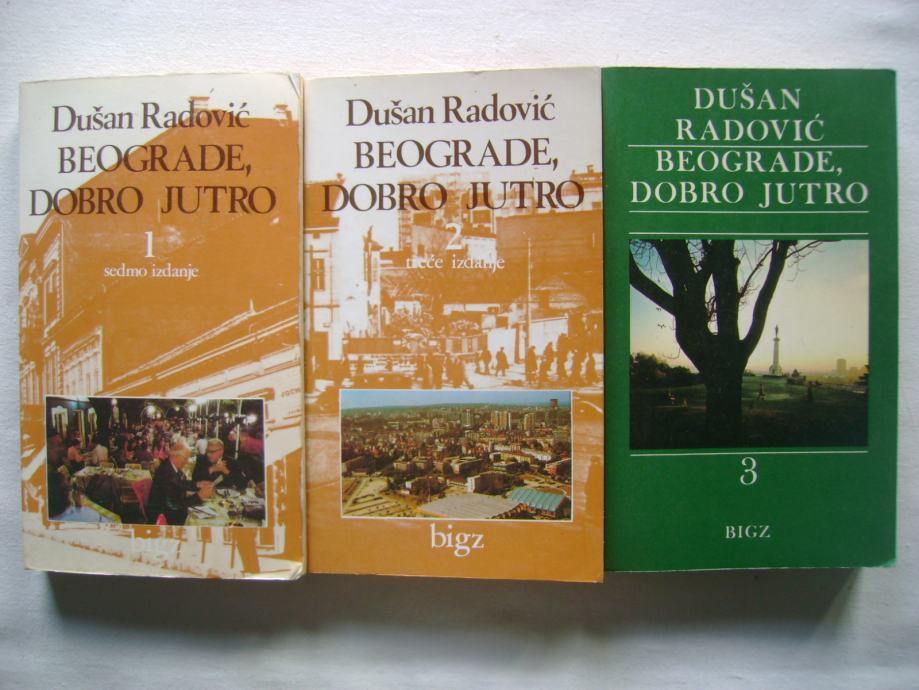 Dušan Radović
BEOGRADE,
DOBRO JUTRO
1
sedmo izdanje
bigz
Dušan Radović
BEOGRADE,
DOBRO JUTRO
2
treće izdanje
bigz
DUŠAN
RADOVIĆ
BEOGRADE,
DOBRO JUTRO
3
BIGZ